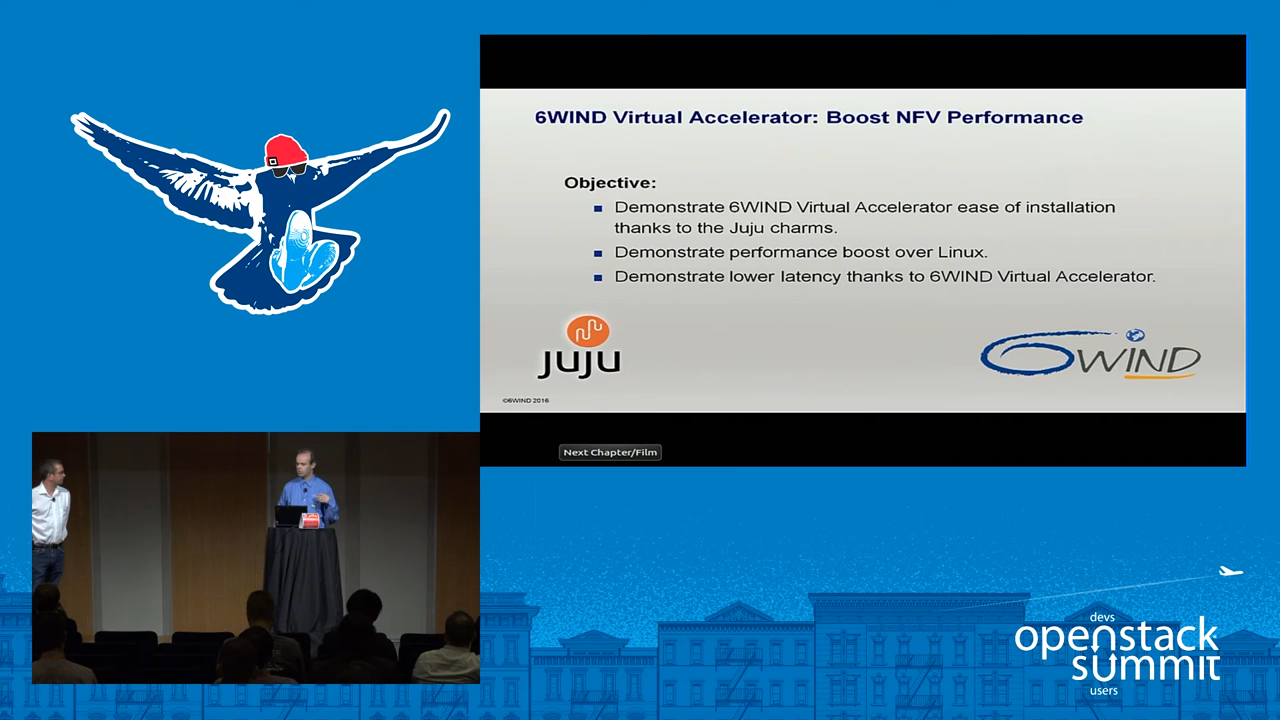 6WIND Virtual Accelerator: Boost NFV Performance
Objective:
Demonstrate 6WIND Virtual Accelerator ease of installation
thanks to the Juju charms.
Demonstrate performance boost over Linux.
Demonstrate lower latency thanks to 6WIND Virtual Accelerator.
juju
6WIND
©6WIND 2016
Next Chapter/Film
devs
openstack
summit
users